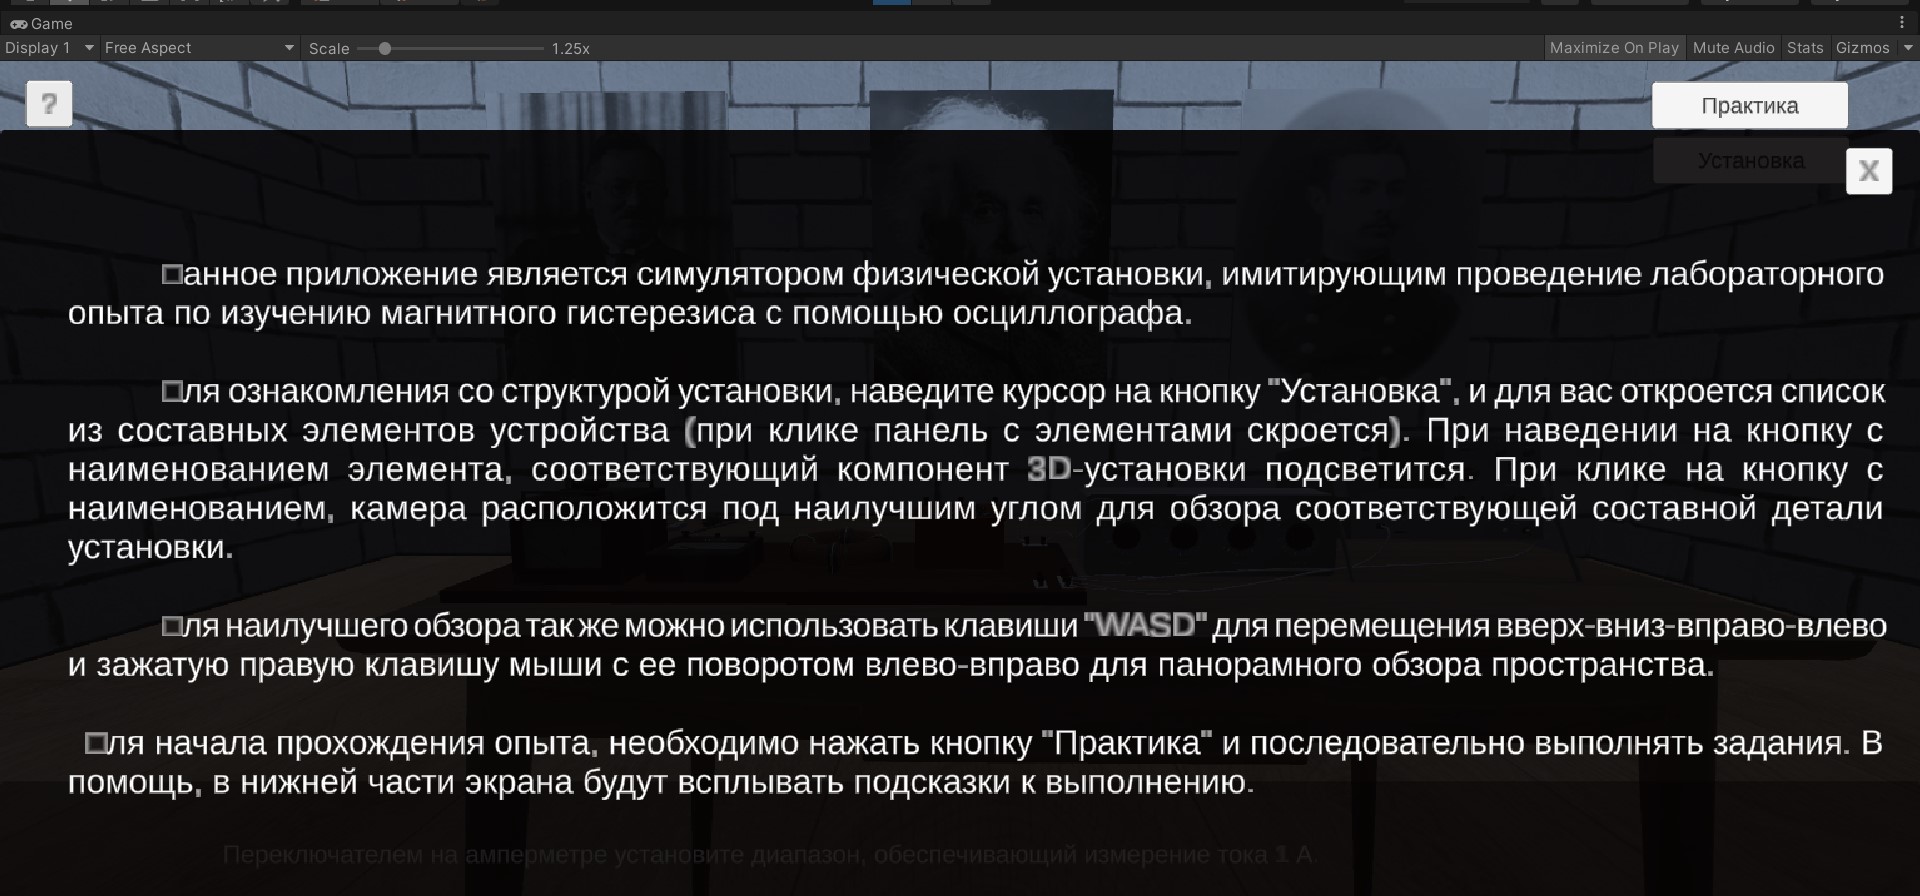 Game
Display 1 Free Aspect Scale 1.25x Maximize On Play Mute Audio Stats Gizmos
?
Практика
Установка
X
□анное приложение является симулятором физической установки, имитирующим проведение лабораторного
опыта по изучению магнитного гистерезиса с помощью осциллографа.
□ля ознакомления со структурой установки, наведите курсор на кнопку "Установка", и для вас откроется список
из составных элементов устройства (при клике панель с элементами скроется). При наведении на кнопку с
наименованием элемента, соответствующий компонент 3D-установки подсветится. При клике на кнопку с
наименованием, камера расположится под наилучшим углом для обзора соответствующей составной детали
установки.
□ля наилучшего обзора так же можно использовать клавиши "WASD" для перемещения вверх-вниз-вправо-влево
и зажатую правую клавишу мыши с ее поворотом влево-вправо для панорамного обзора пространства.
□ля начала прохождения опыта, необходимо нажать кнопку "Практика" и последовательно выполнять задания. В
помощь, в нижней части экрана будут всплывать подсказки к выполнению.
Переключателем на амперметре установите диапазон, обеспечивающий измерение тока 1 А.